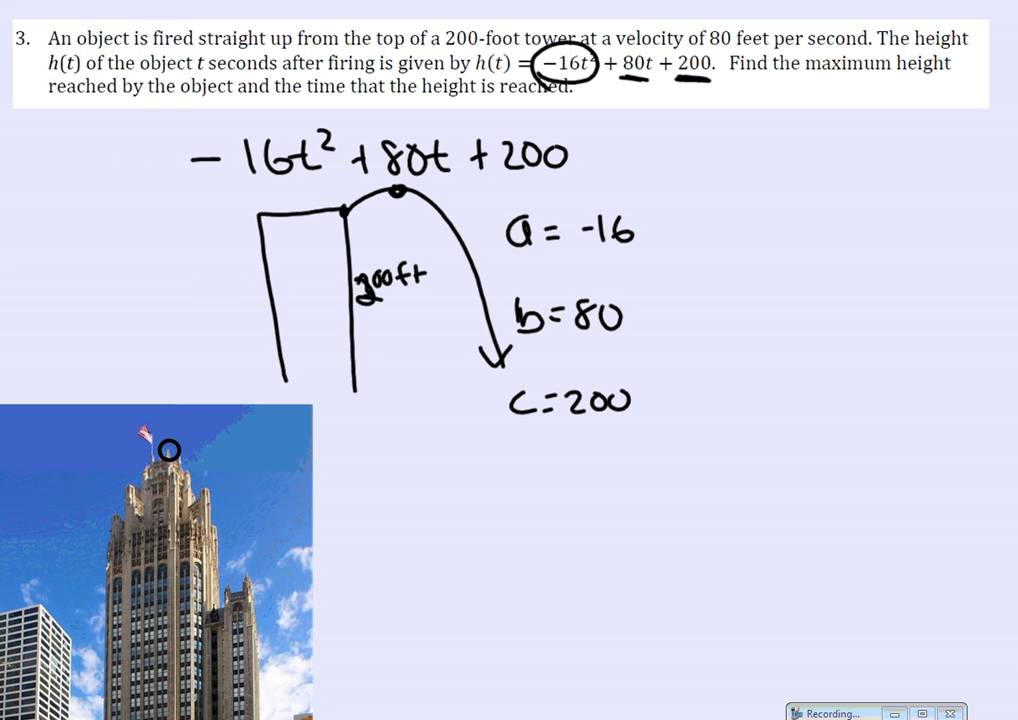 3. An object is fired straight up from the top of a 200-foot tower at a velocity of 80 feet per second. The height
h(t) of the object t seconds after firing is given by h(t) = −16t² + 80t + 200. Find the maximum height
reached by the object and the time that the height is reached.
- 16t² + 80t + 200
a = -16
200ft
b = 80
c = 200
Recording...